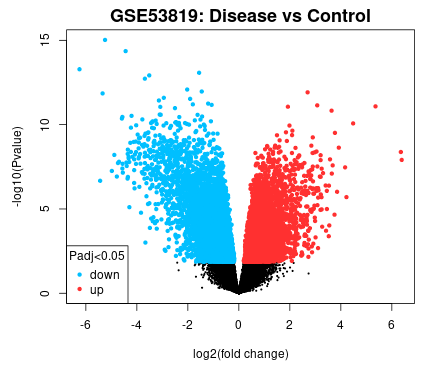 GSE53819: Disease vs Control
-log10(Pvalue)
15
10
5
0
Padj<0.05
down
up
-6 -4 -2 0 2 4 6
log2(fold change)